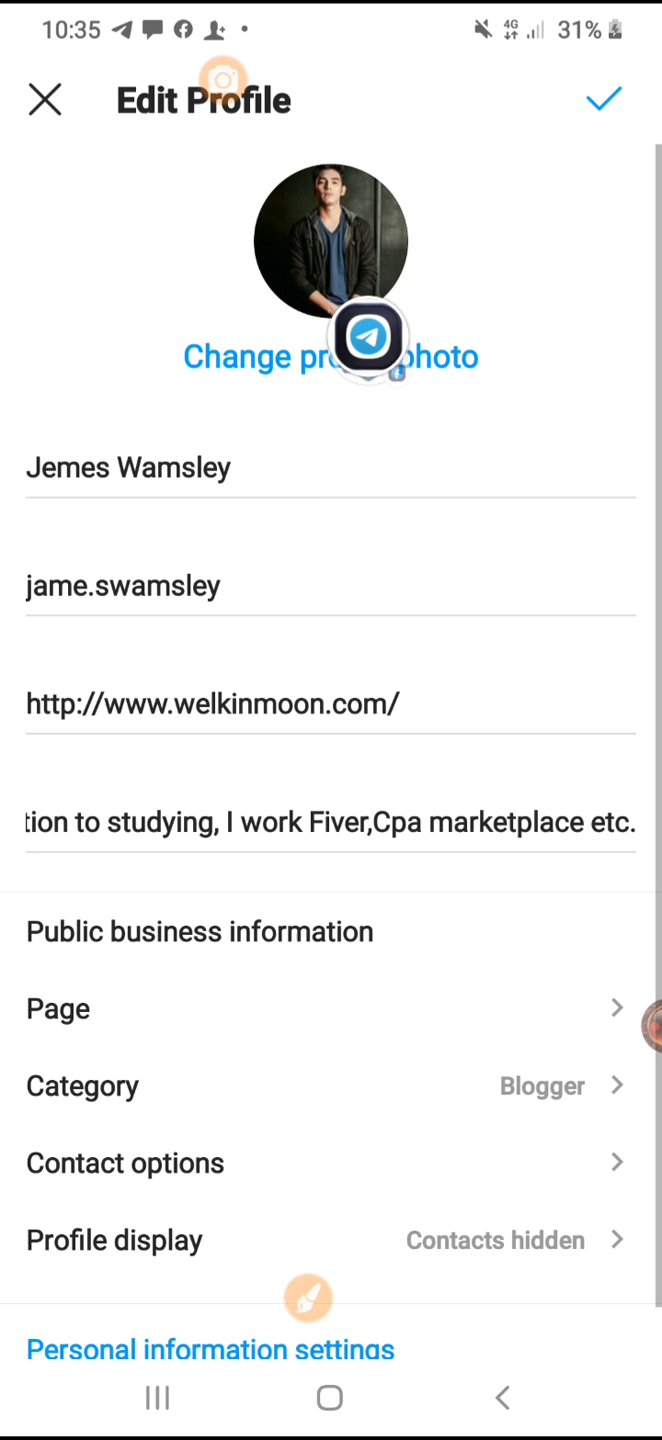 10:35
4G
31%
Edit Profile
Change pro photo
Jemes Wamsley
jame.swamsley
http://www.welkinmoon.com/
tion to studying, I work Fiver,Cpa marketplace etc.
Public business information
Page
Category
Blogger
Contact options
Profile display
Contacts hidden
Personal information settings